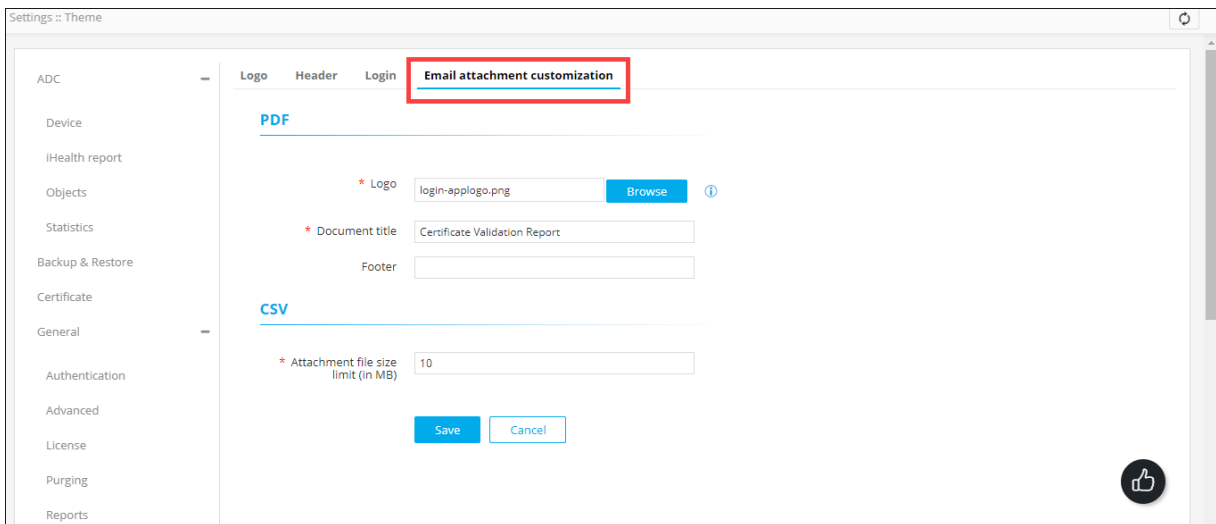 Settings :: Theme
ADC
Device
iHealth report
Objects
Statistics
Backup & Restore
Certificate
General
Authentication
Advanced
License
Purging
Reports
Logo Header Login Email attachment customization
PDF
* Logo login-applogo.png Browse
* Document title Certificate Validation Report
Footer
CSV
* Attachment file size 10
limit (in MB)
Save Cancel